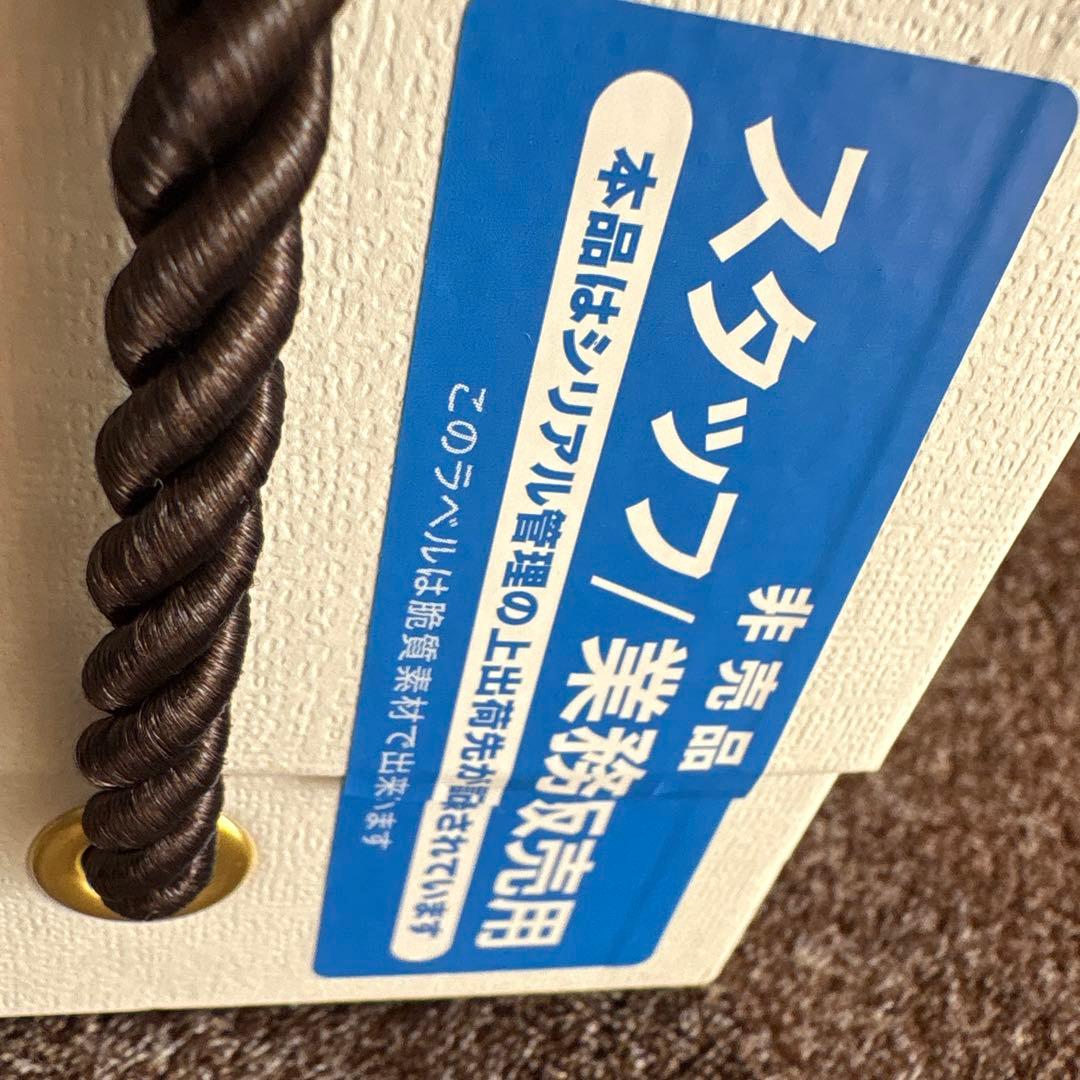 非売品
スタッフ/業務販売用
本品はシリアル管理の上出荷先が記されています
このラベルは脆質素材で出来います